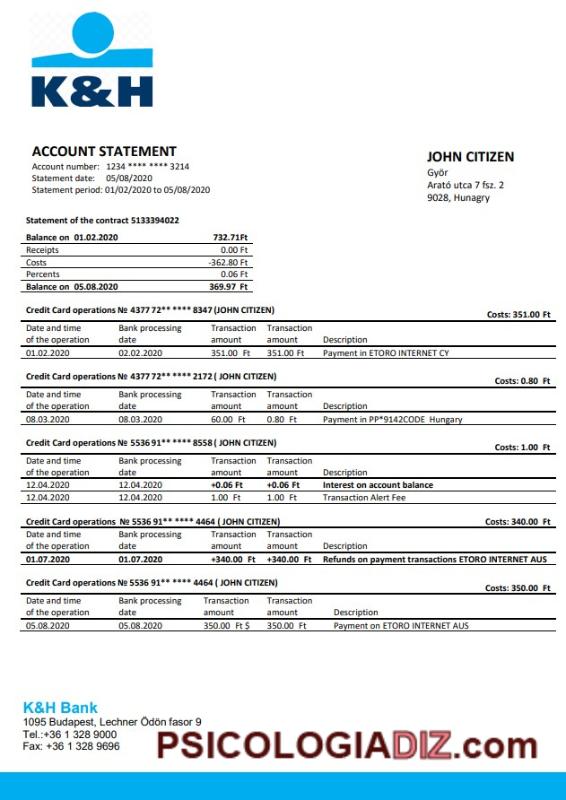 K&H
ACCOUNT STATEMENT
Account number: 1234 **** **** 3214
Statement date: 05/08/2020
Statement period: 01/02/2020 to 05/08/2020
JOHN CITIZEN
Györ
Arató utca 7 fsz. 2
9028, Hunagry
Statement of the contract 5133394022
Balance on 01.02.2020 732.71Ft
Receipts 0.00 Ft
Costs -362.80 Ft
Percents 0.06 Ft
Balance on 05.08.2020 369.97 Ft
Credit Card operations № 4377 72** **** 8347 (JOHN CITIZEN) Costs: 351.00 Ft
Date and time Bank processing Transaction Transaction
of the operation date amount amount Description
01.02.2020 02.02.2020 351.00 Ft 351.00 Ft Payment in ETORO INTERNET CY
Credit Card operations № 4377 72** **** 2172 ( JOHN CITIZEN) Costs: 0.80 Ft
Date and time Bank processing Transaction Transaction
of the operation date amount amount Description
08.03.2020 08.03.2020 60.00 Ft 0.80 Ft Payment in PP*9142CODE Hungary
Credit Card operations № 5536 91** **** 8558 ( JOHN CITIZEN) Costs: 1.00 Ft
Date and time Bank processing Transaction Transaction
of the operation date amount amount Description
12.04.2020 12.04.2020 +0.06 Ft +0.06 Ft Interest on account balance
12.04.2020 12.04.2020 1.00 Ft 1.00 Ft Transaction Alert Fee
Credit Card operations № 5536 91** **** 4464 ( JOHN CITIZEN) Costs: 340.00 Ft
Date and time Bank processing Transaction Transaction
of the operation date amount amount Description
01.07.2020 01.07.2020 +340.00 Ft +340.00 Ft Refunds on payment transactions ETORO INTERNET AUS
Credit Card operations № 5536 91** **** 4464 ( JOHN CITIZEN) Costs: 350.00 Ft
Date and time Bank processing Transaction Transaction
of the operation date amount amount Description
05.08.2020 05.08.2020 350.00 Ft $ 350.00 Ft Payment on ETORO INTERNET AUS
K&H Bank
1095 Budapest, Lechner Ödön fasor 9
Tel.:+36 1 328 9000
Fax: +36 1 328 9696
PSICOLOGIADIZ.com